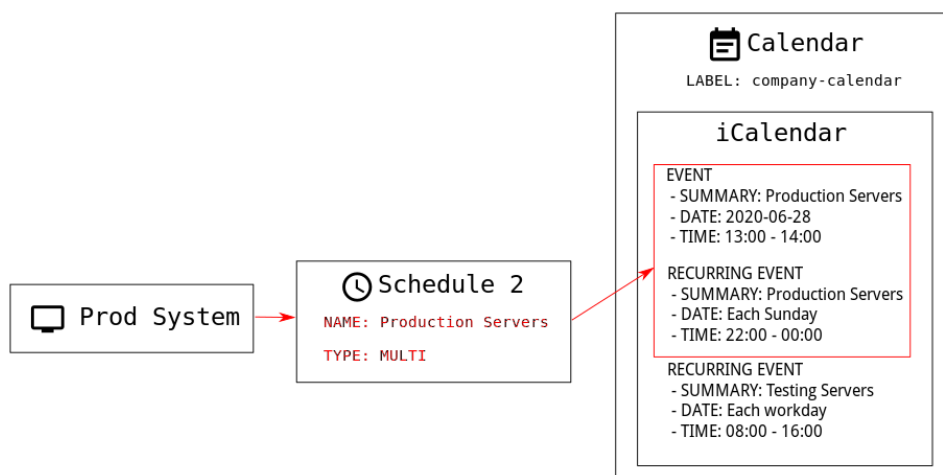 Calendar
LABEL: company-calendar
iCalendar
EVENT
- SUMMARY: Production Servers
- DATE: 2020-06-28
- TIME: 13:00 - 14:00
RECURRING EVENT
- SUMMARY: Production Servers
- DATE: Each Sunday
- TIME: 22:00 - 00:00
RECURRING EVENT
- SUMMARY: Testing Servers
- DATE: Each workday
- TIME: 08:00 - 16:00
Schedule 2
NAME: Production Servers
TYPE: MULTI
Prod System